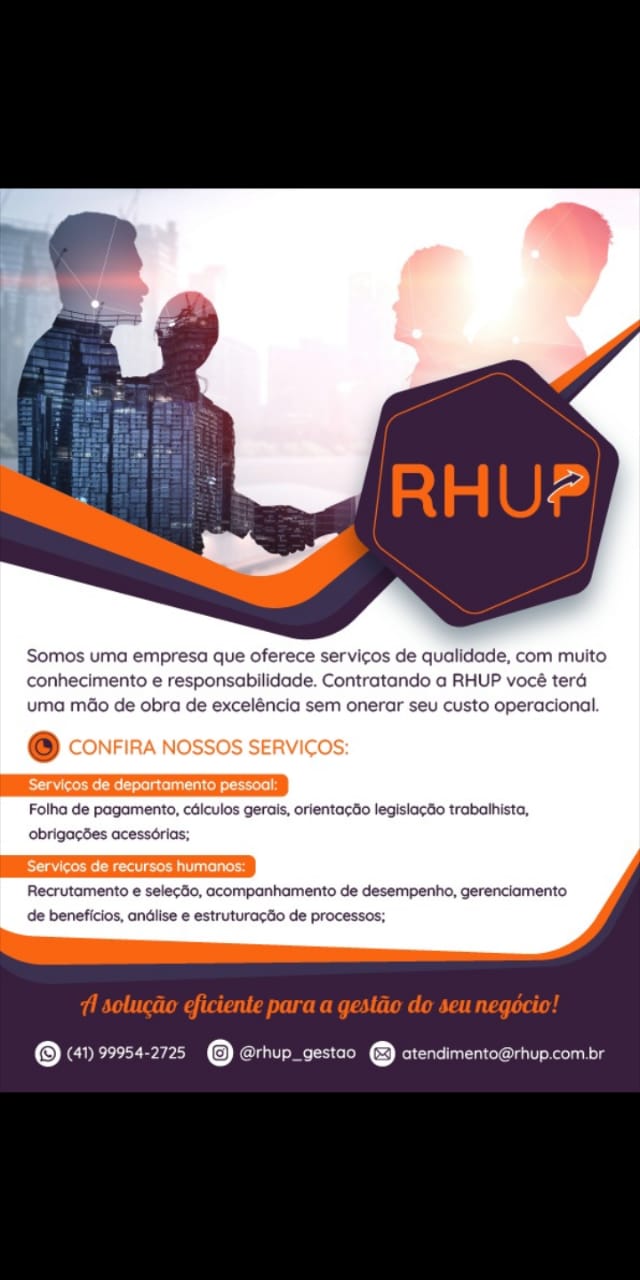 RHUP
Somos uma empresa que oferece serviços de qualidade, com muito
conhecimento e responsabilidade. Contratando a RHUP você terá
uma mão de obra de excelência sem onerar seu custo operacional.
CONFIRA NOSSOS SERVIÇOS:
Serviços de departamento pessoal:
Folha de pagamento, cálculos gerais, orientação legislação trabalhista,
obrigações acessórias;
Serviços de recursos humanos:
Recrutamento e seleção, acompanhamento de desempenho, gerenciamento
de benefícios, análise e estruturação de processos;
A solução eficiente para a gestão do seu negócio!
(41) 99954-2725 @rhup_gestao atendimento@rhup.com.br